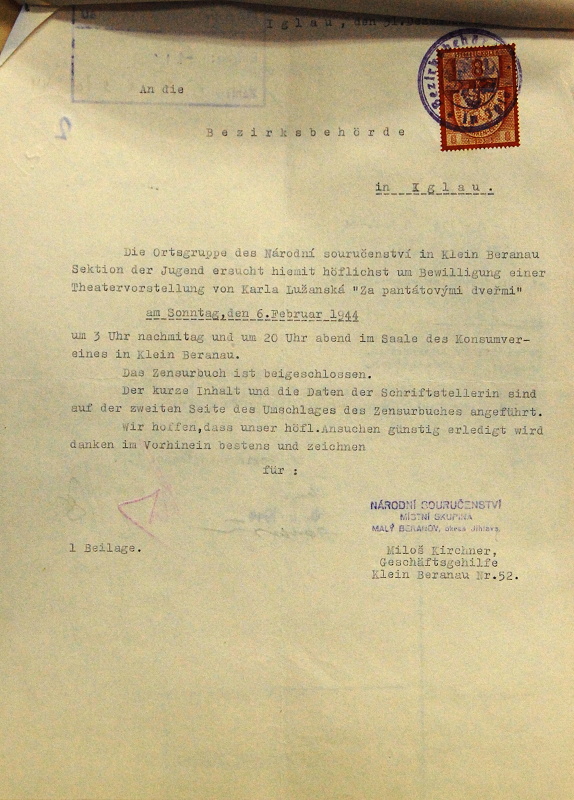 Iglau, den 31.
An die
Bezirksbehörde
in Iglau.
Die Ortsgruppe des Národní souručenství in Klein Beranau
Sektion der Jugend ersucht hiemit höflichst um Bewilligung einer
Theatervorstellung von Karla Lužanská "Za pantátovými dveřmi"
am Sonntag,den 6.Februar 1944
um 3 Uhr nachmitag und um 20 Uhr abend im Saale des Konsumver-
eines in Klein Beranau.
Das Zensurbuch ist beigeschlossen.
Der kurze Inhalt und die Daten der Schriftstellerin sind
auf der zweiten Seite des Umschlages des Zensurbuches angeführt.
Wir hoffen,dass unser höfl.Ansuchen günstig erledigt wird
danken im Vorhinein bestens und zeichnen
für :
NÁRODNÍ SOURUČENSTVÍ
MÍSTNÍ SKUPINA
MALÝ BERANOV, okres Jihlava.
1 Beilage.
Miloš Kirchner,
Geschäftsgehilfe
Klein Beranau Nr.52.